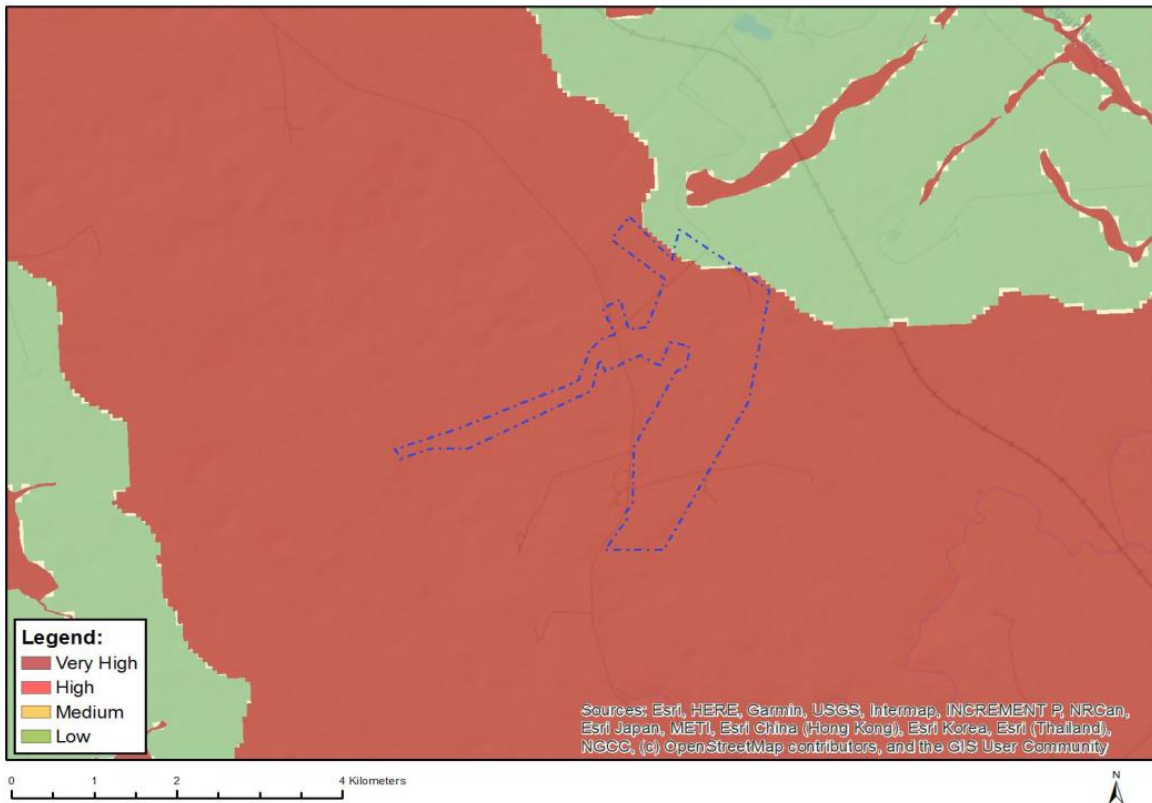 Legend:
Very High
High
Medium
Low
Sources: Esri, HERE, Garmin, USGS, Intermap, INCREMENT P, NRCan,
Esri Japan, METI, Esri China (Hong Kong), Esri Korea, Esri (Thailand),
NGCC, (c) OpenStreetMap contributors, and the GIS User Community
0 1 2 4 Kilometers
N